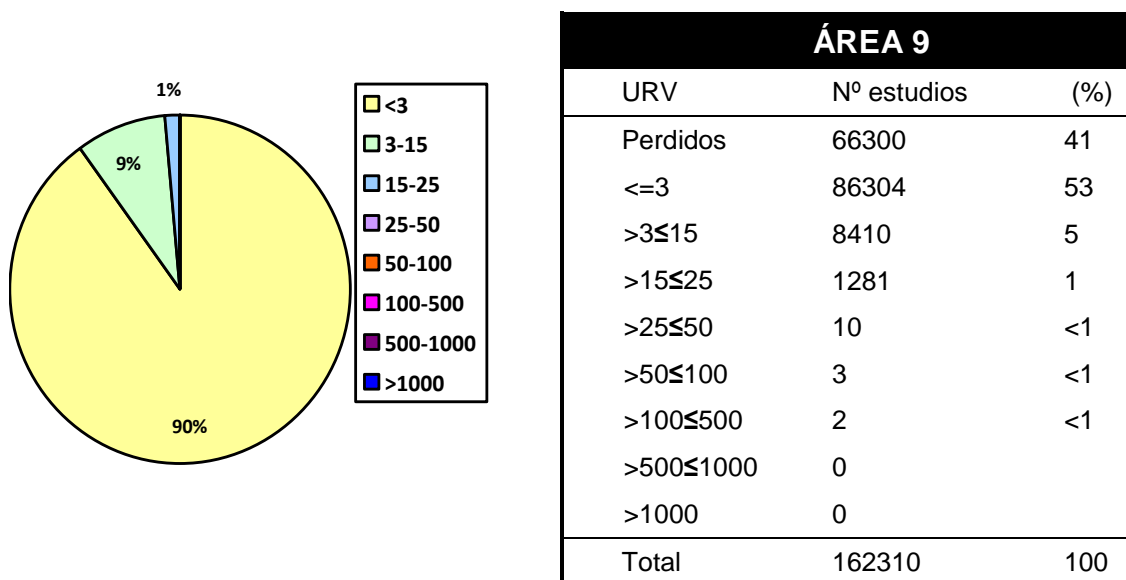 1%
9%
90%
<3
3-15
15-25
25-50
50-100
100-500
500-1000
>1000
ÁREA 9
URV Nº estudios (%)
Perdidos 66300 41
<=3 86304 53
>3≤15 8410 5
>15≤25 1281 1
>25≤50 10 <1
>50≤100 3 <1
>100≤500 2 <1
>500≤1000 0
>1000 0
Total 162310 100